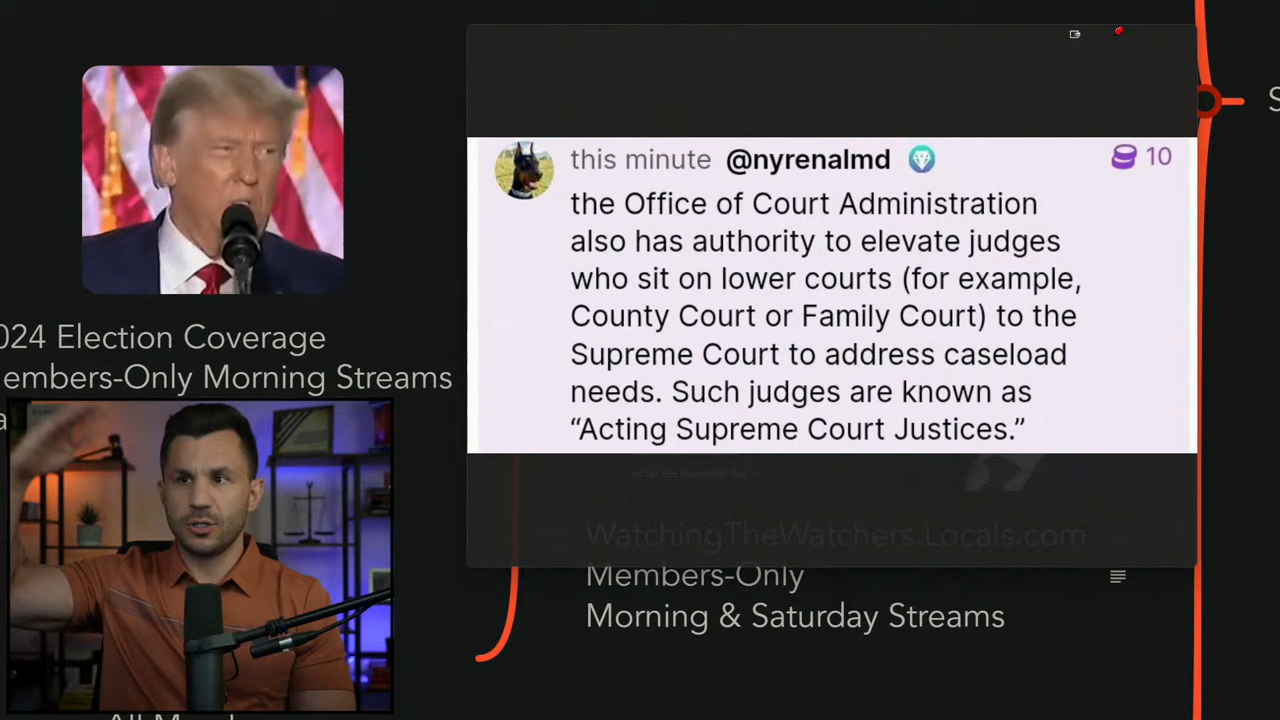 this minute @nyrenalmd 10
the Office of Court Administration
also has authority to elevate judges
who sit on lower courts (for example,
County Court or Family Court) to the
Supreme Court to address caseload
needs. Such judges are known as
“Acting Supreme Court Justices.”
024 Election Coverage
embers-Only Morning Streams
a
WatchingTheWatchers.Locals.com
Members-Only
Morning & Saturday Streams
S